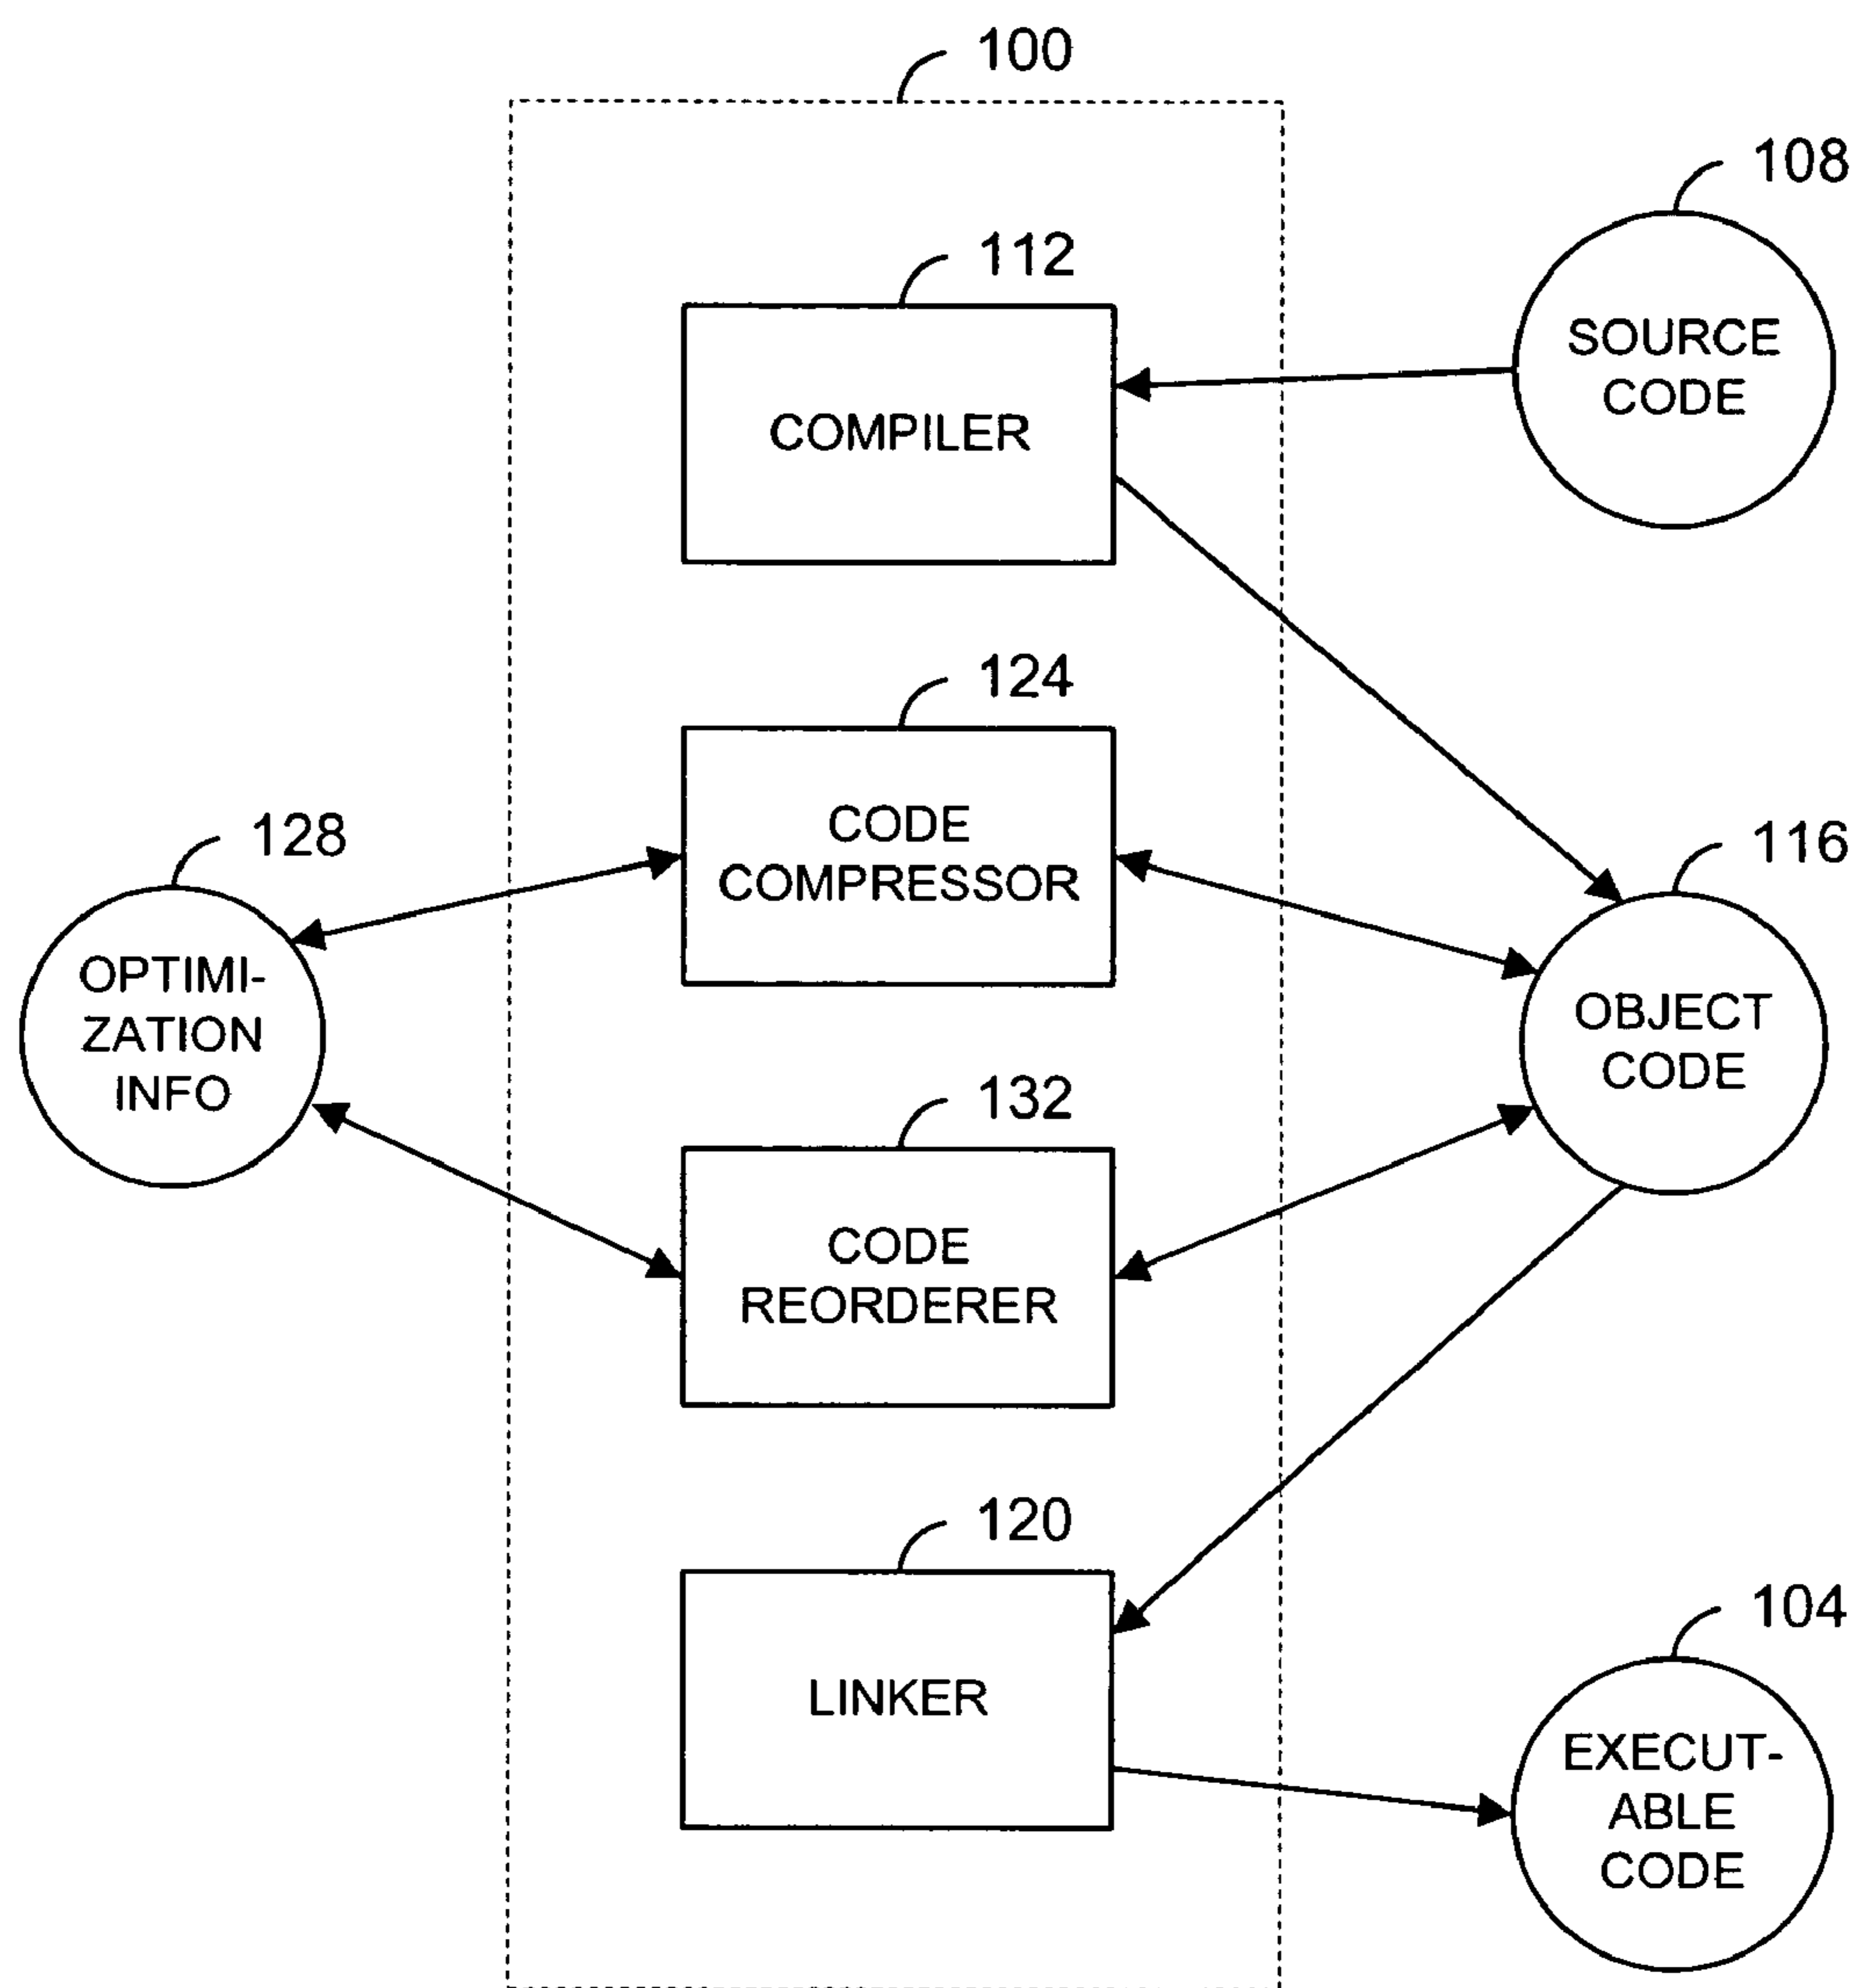 100
108
112
SOURCE
CODE
COMPILER
124
CODE
COMPRESSOR
128
116
OPTIMI-
ZATION
INFO
OBJECT
CODE
132
CODE
REORDERER
120
LINKER
104
EXECUT-
ABLE
CODE